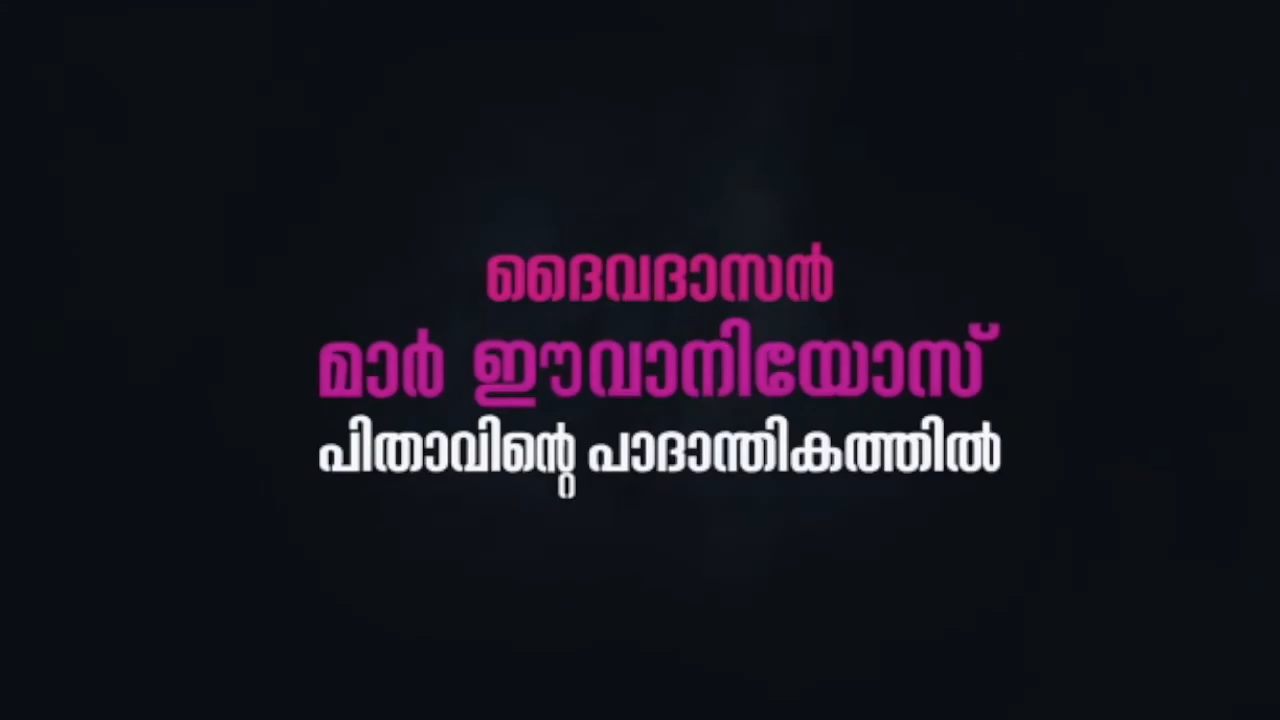 ദൈവദാസൻ
മാർ ഈവാനിയോസ്
പിതാവിന്റെ പാദാന്തികത്തിൽ